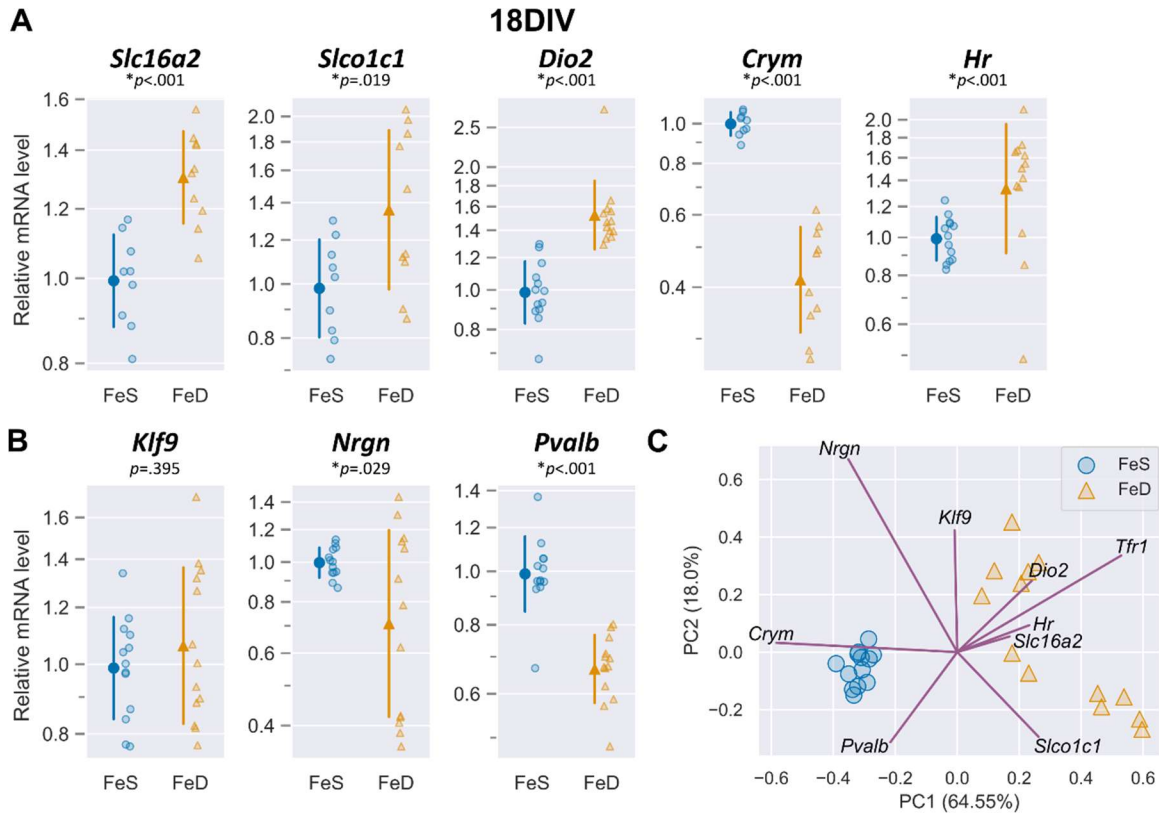 A
18DIV
Slc16a2
*p<.001
Slco1c1
*p=.019
Dio2
*p<.001
Crym
*p<.001
Hr
*p<.001
Relative mRNA level
1.6
1.4
1.2
1.0
0.8
FeS FeD
2.0
1.8
1.6
1.4
1.2
1.0
0.8
FeS FeD
2.5
2.0
1.8
1.6
1.4
1.2
1.0
0.8
FeS FeD
1.0
0.8
0.6
0.4
FeS FeD
2.0
1.8
1.6
1.4
1.2
1.0
0.8
0.6
FeS FeD
B
Klf9
p=.395
Nrgn
*p=.029
Pvalb
*p<.001
Relative mRNA level
1.6
1.4
1.2
1.0
0.8
FeS FeD
1.4
1.2
1.0
0.8
0.6
0.4
FeS FeD
1.4
1.2
1.0
0.8
0.6
FeS FeD
C
FeS
FeD
Nrgn
Klf9
Tfr1
Dio2
Hr
Slc16a2
Crym
Pvalb
Slco1c1
PC2 (18.0%)
0.6
0.4
0.2
0.0
−0.2
−0.6 −0.4 −0.2 0.0 0.2 0.4 0.6
PC1 (64.55%)